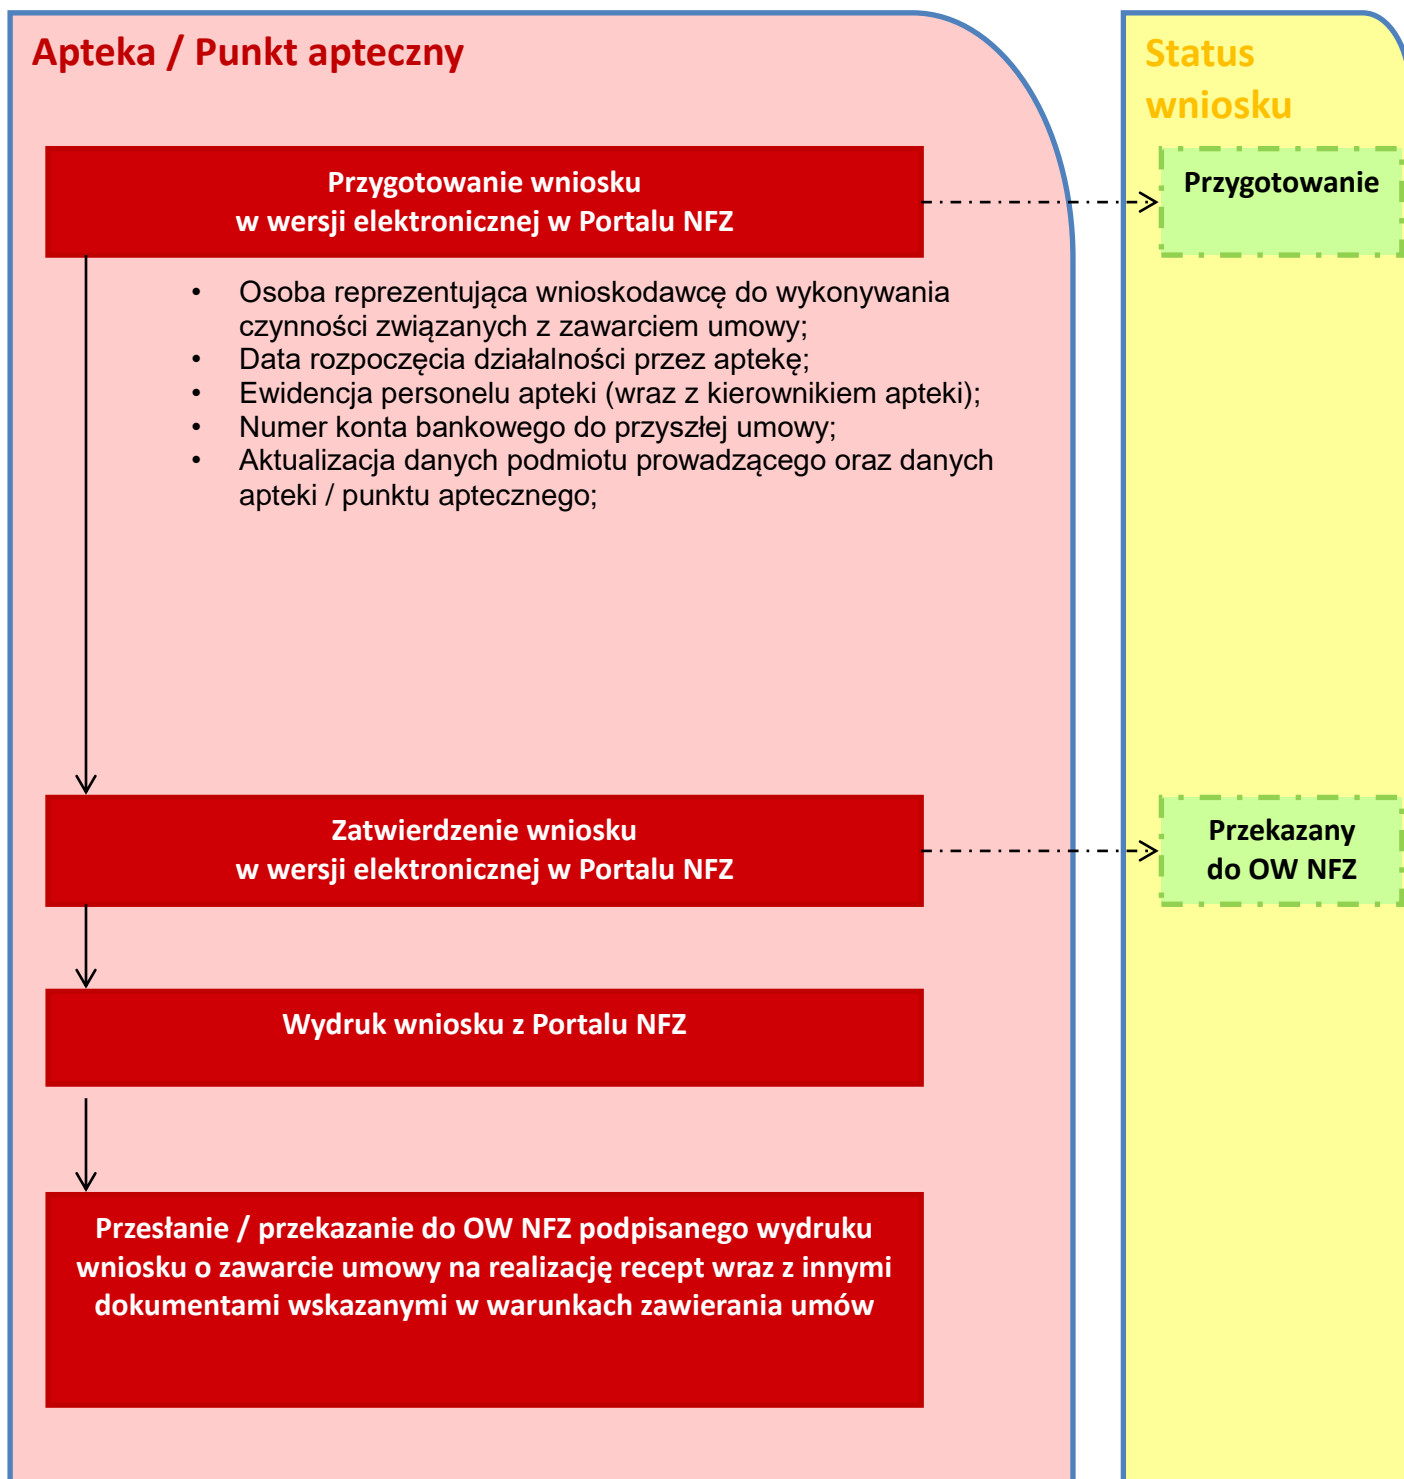 Apteka / Punkt apteczny
Status
wniosku
Przygotowanie wniosku
w wersji elektronicznej w Portalu NFZ
Przygotowanie
• Osoba reprezentująca wnioskodawcę do wykonywania
czynności związanych z zawarciem umowy;
• Data rozpoczęcia działalności przez aptekę;
• Ewidencja personelu apteki (wraz z kierownikiem apteki);
• Numer konta bankowego do przyszłej umowy;
• Aktualizacja danych podmiotu prowadzącego oraz danych
apteki / punktu aptecznego;
Zatwierdzenie wniosku
w wersji elektronicznej w Portalu NFZ
Przekazany
do OW NFZ
Wydruk wniosku z Portalu NFZ
Przesłanie / przekazanie do OW NFZ podpisanego wydruku
wniosku o zawarcie umowy na realizację recept wraz z innymi
dokumentami wskazanymi w warunkach zawierania umów